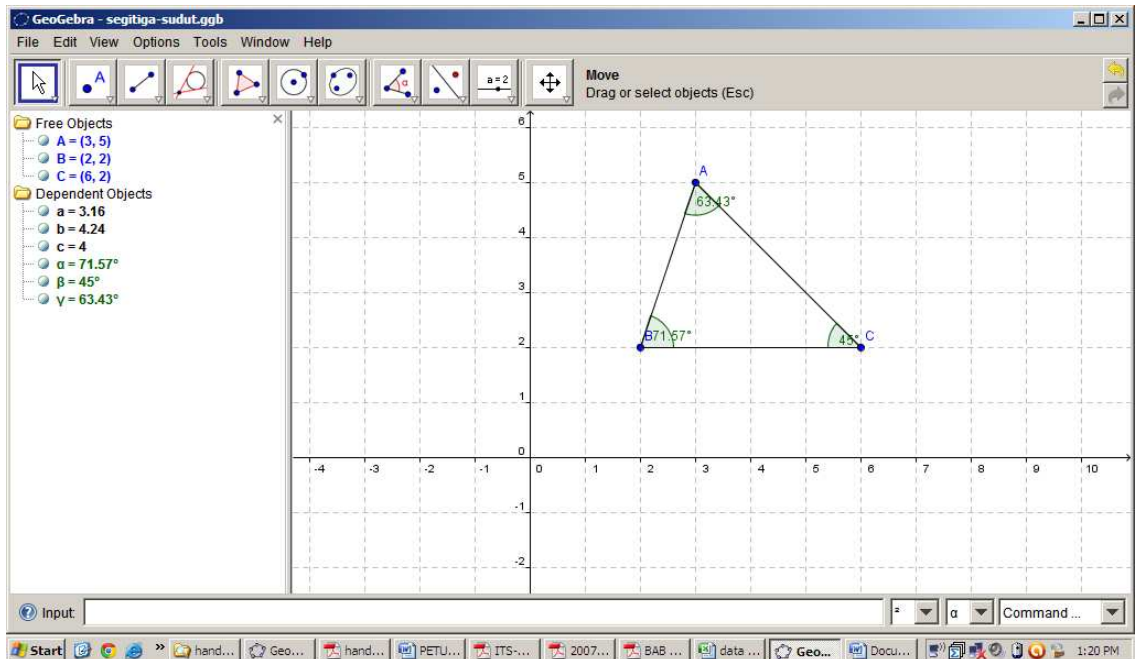 GeoGebra - segitiga-sudut.ggb
File Edit View Options Tools Window Help
A
α
a = 2
Move
Drag or select objects (Esc)
Free Objects
A = (3, 5)
B = (2, 2)
C = (6, 2)
Dependent Objects
a = 3.16
b = 4.24
c = 4
α = 71.57°
β = 45°
γ = 63.43°
6
5
4
3
2
1
0
-1
-2
-4 -3 -2 -1 0 1 2 3 4 5 6 7 8 9 10
A
63.43°
B 71.57°
45° C
Input:
² α Command ...
Start » hand... Geo... hand... PETU... ITS-... 2007... BAB ... data ... Geo... Docu... 1:20 PM